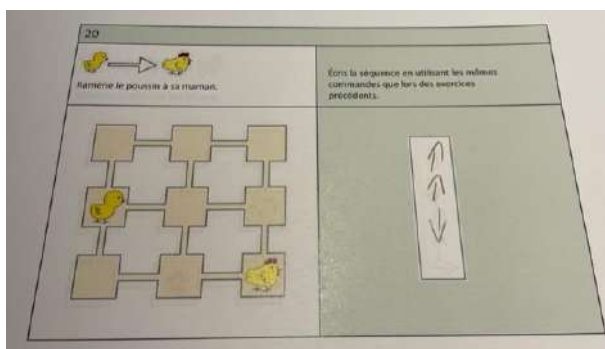 20
Ramène le poussin à sa maman.
Écris la séquence en utilisant les mêmes
commandes que lors des exercices
précédents.